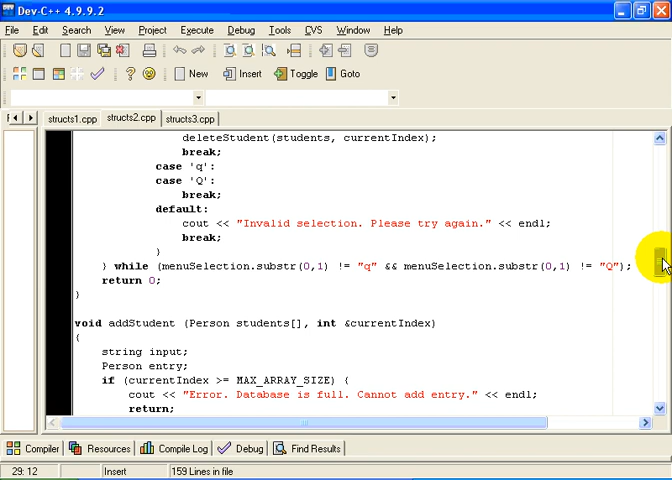 Dev-C++ 4.9.9.2
File Edit Search View Project Execute Debug Tools CVS Window Help
New Insert Toggle Goto
structs1.cpp structs2.cpp structs3.cpp
deleteStudent(students, currentIndex);
break;
case 'q':
case 'Q':
break;
default:
cout << "Invalid selection. Please try again." << endl;
break;
}
} while (menuSelection.substr(0,1) != "q" && menuSelection.substr(0,1) != "Q");
return 0;
}
void addStudent (Person students[], int &currentIndex)
{
string input;
Person entry;
if (currentIndex >= MAX_ARRAY_SIZE) {
cout << "Error. Database is full. Cannot add entry." << endl;
return;
Compiler Resources Compile Log Debug Find Results
29: 12 Insert 159 Lines in file